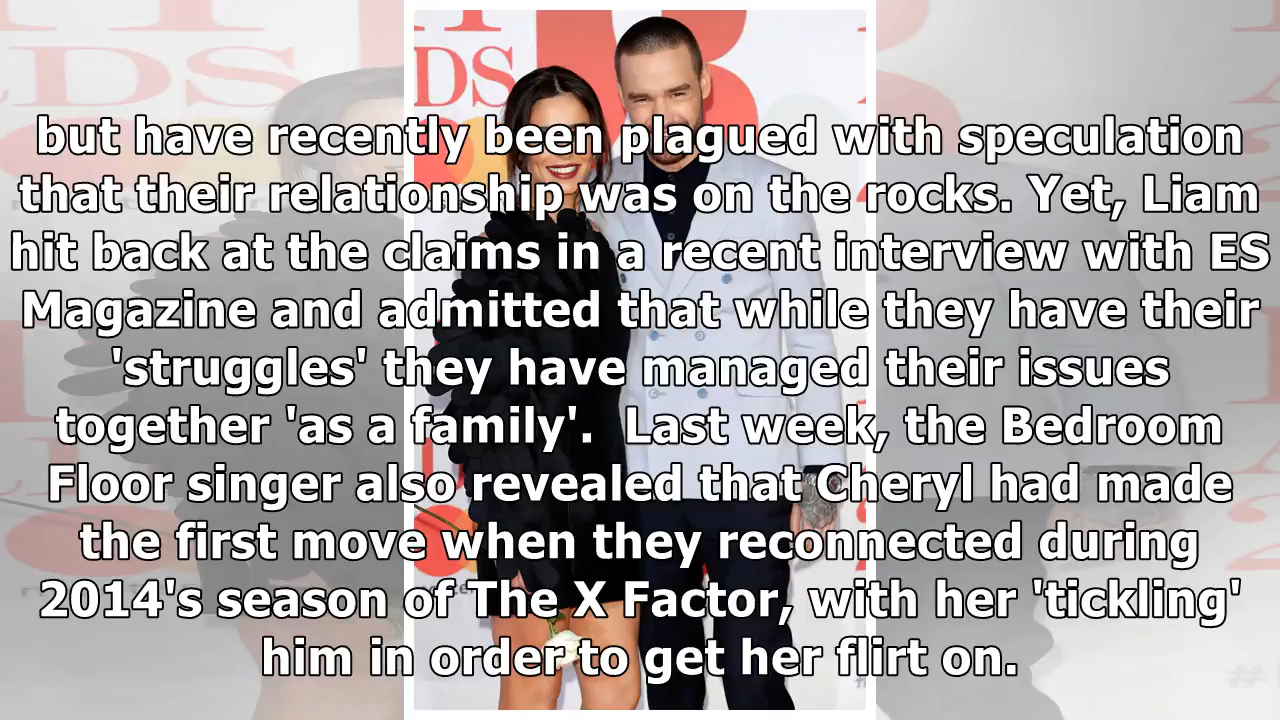 DS
but have recently been plagued with speculation
that their relationship was on the rocks. Yet, Liam
hit back at the claims in a recent interview with ES
Magazine and admitted that while they have their
'struggles' they have managed their issues
together 'as a family'.  Last week, the Bedroom
Floor singer also revealed that Cheryl had made
the first move when they reconnected during
2014's season of The X Factor, with her 'tickling'
him in order to get her flirt on.
#